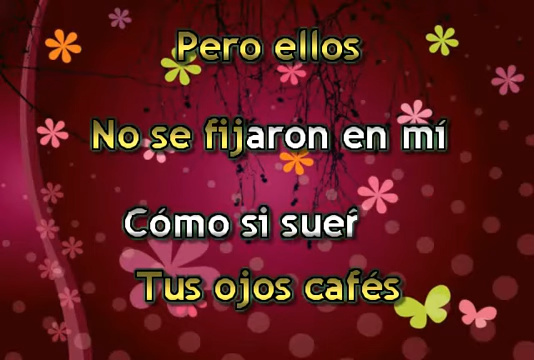 Pero ellos
No se fijaron en mí
Cómo si
Tus ojos cafés